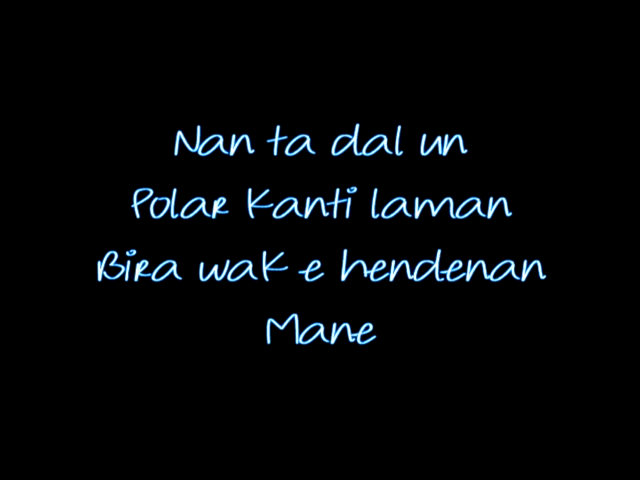 Nan ta dal un
Polar Kanti laman
Bira wak e hendenan
Mane